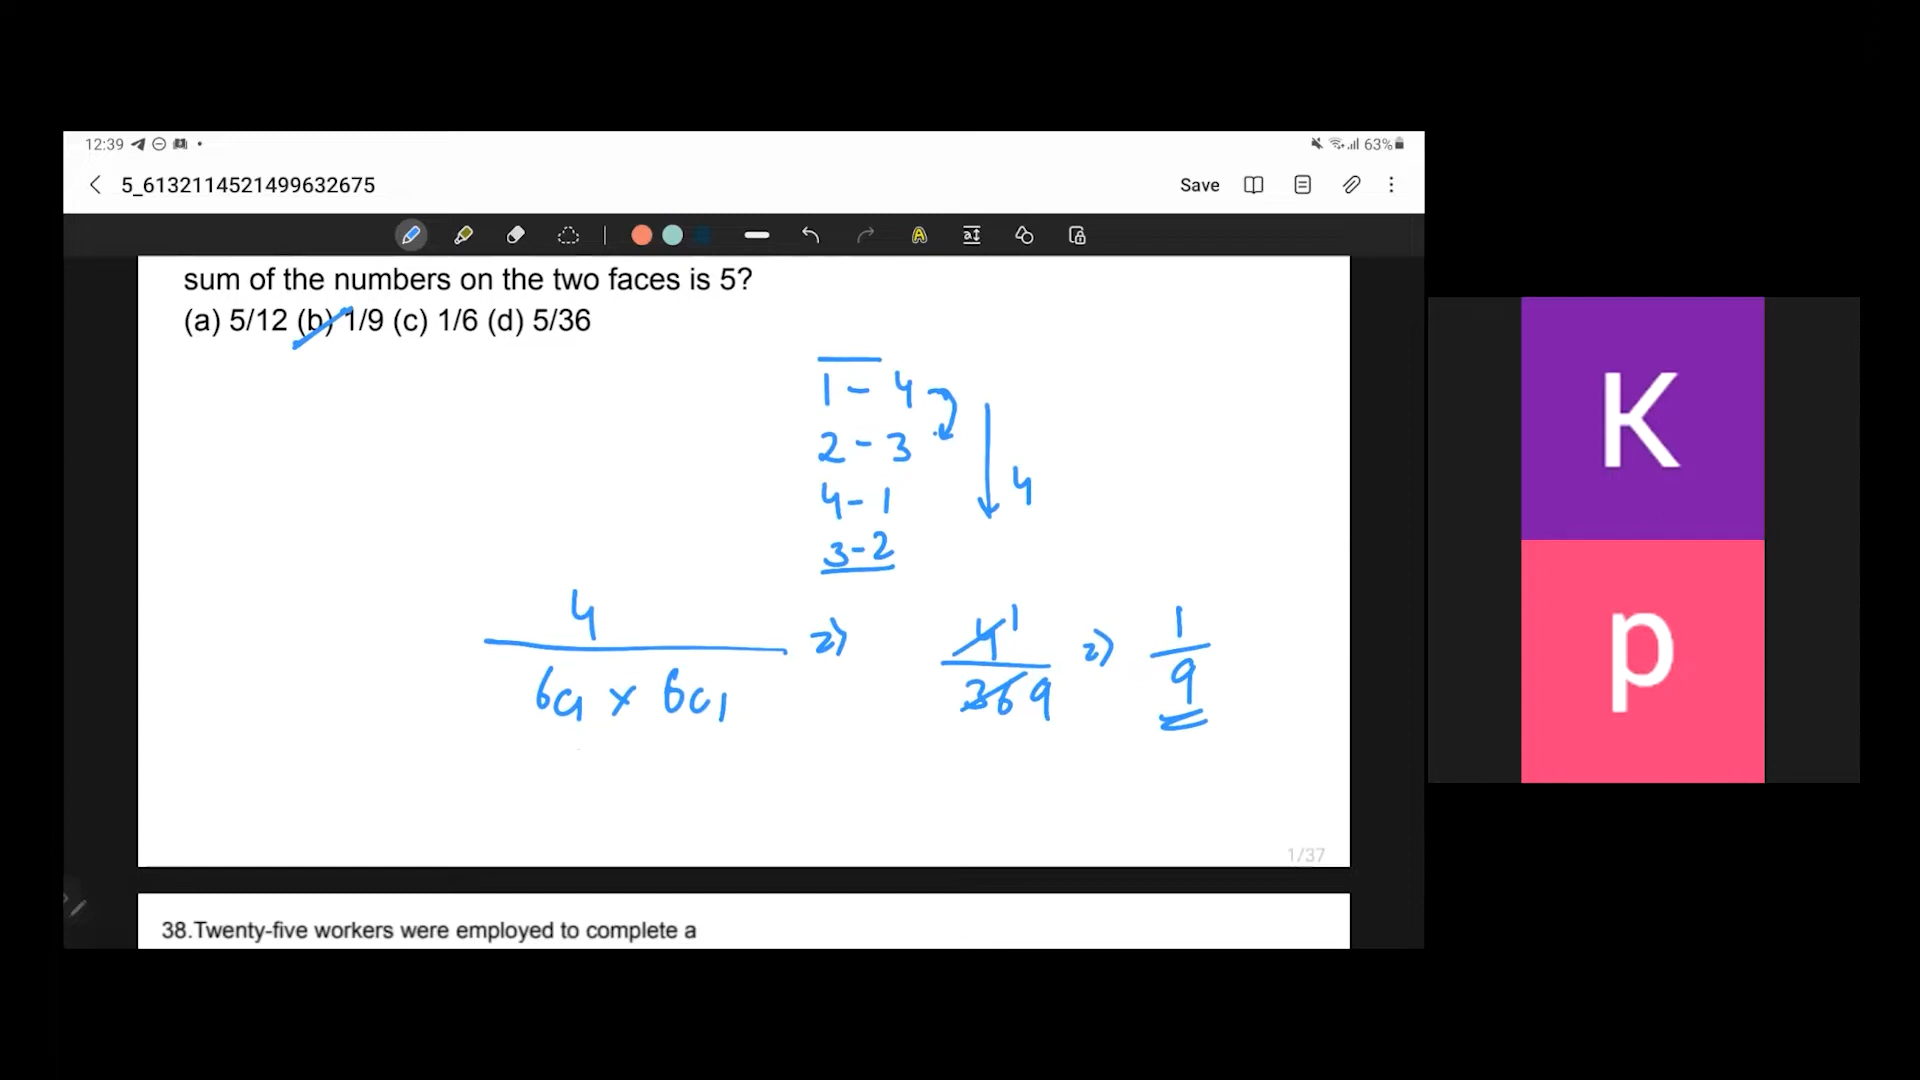 12:39
63%
5_6132114521499632675
Save
sum of the numbers on the two faces is 5?
(a) 5/12 (b) 1/9 (c) 1/6 (d) 5/36
1 - 4
2 - 3
4 - 1
3 - 2
4
4
6c1 x 6c1
4 1
36 9
1
9
1/37
38.Twenty-five workers were employed to complete a
K
p